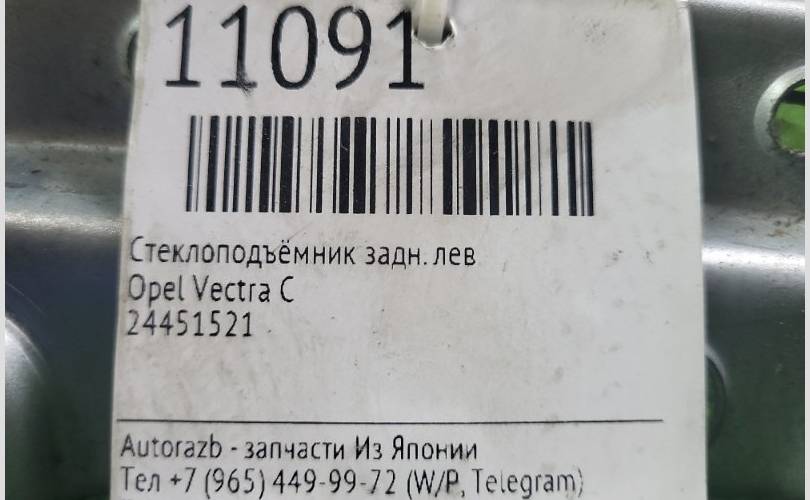 11091
Стеклоподъёмник задн. лев
Opel Vectra C
24451521
Autorazb - запчасти Из Японии
Тел +7 (965) 449-99-72 (W/P, Telegram)